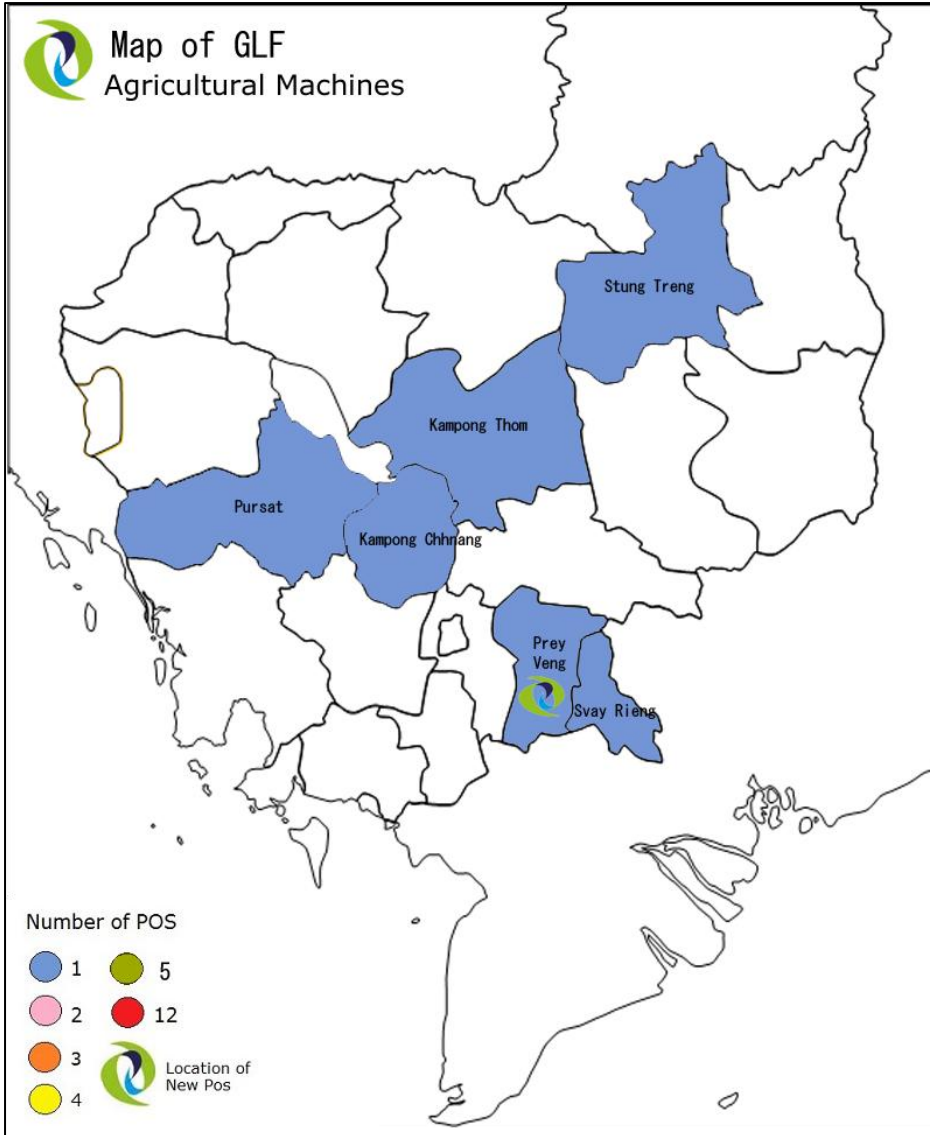 Map of GLF
Agricultural Machines
Stung Treng
Kampong Thom
Pursat
Kampong Chhnang
Prey
Veng
Svay Rieng
Number of POS
1
5
2
12
3
Location of
New Pos
4